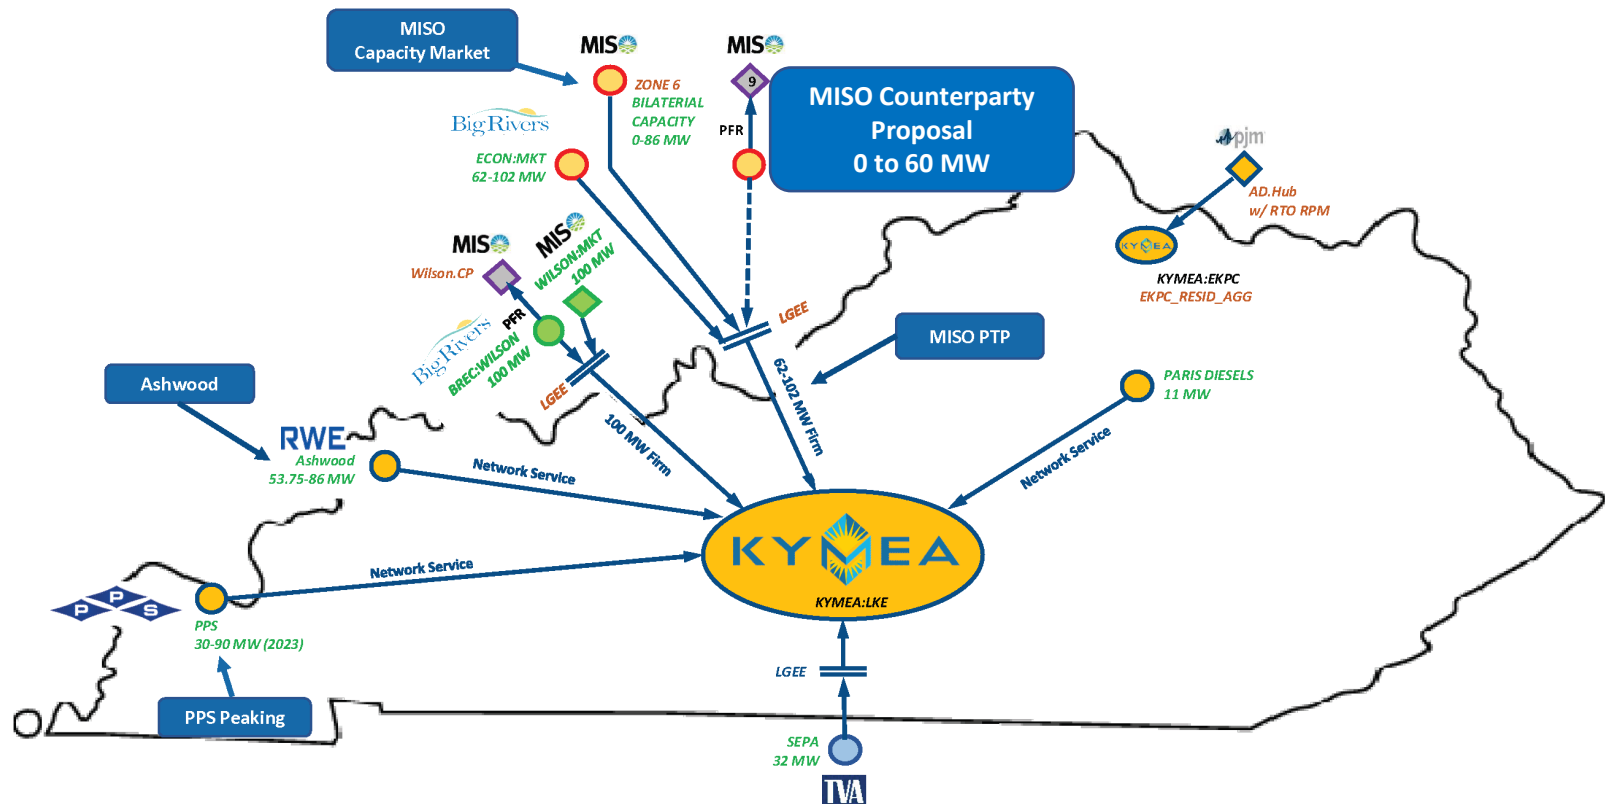 MISO
Capacity Market
MISO
ZONE 6
BILATERIAL
CAPACITY
0-86 MW
MISO
9
PFR
MISO Counterparty
Proposal
0 to 60 MW
BigRivers
ECON:MKT
62-102 MW
pjm
AD.Hub
w/ RTO RPM
KYMEA
KYMEA:EKPC
EKPC_RESID_AGG
MISO
Wilson.CP
MISO
WILSON:MKT
100 MW
PFR
BigRivers
BREC:WILSON
100 MW
LGEE
LGEE
MISO PTP
62-102 MW Firm
100 MW Firm
Ashwood
RWE
Ashwood
53.75-86 MW
Network Service
PARIS DIESELS
11 MW
Network Service
KYMEA
KYMEA:LKE
PPS
PPS
30-90 MW (2023)
Network Service
PPS Peaking
LGEE
SEPA
32 MW
TVA